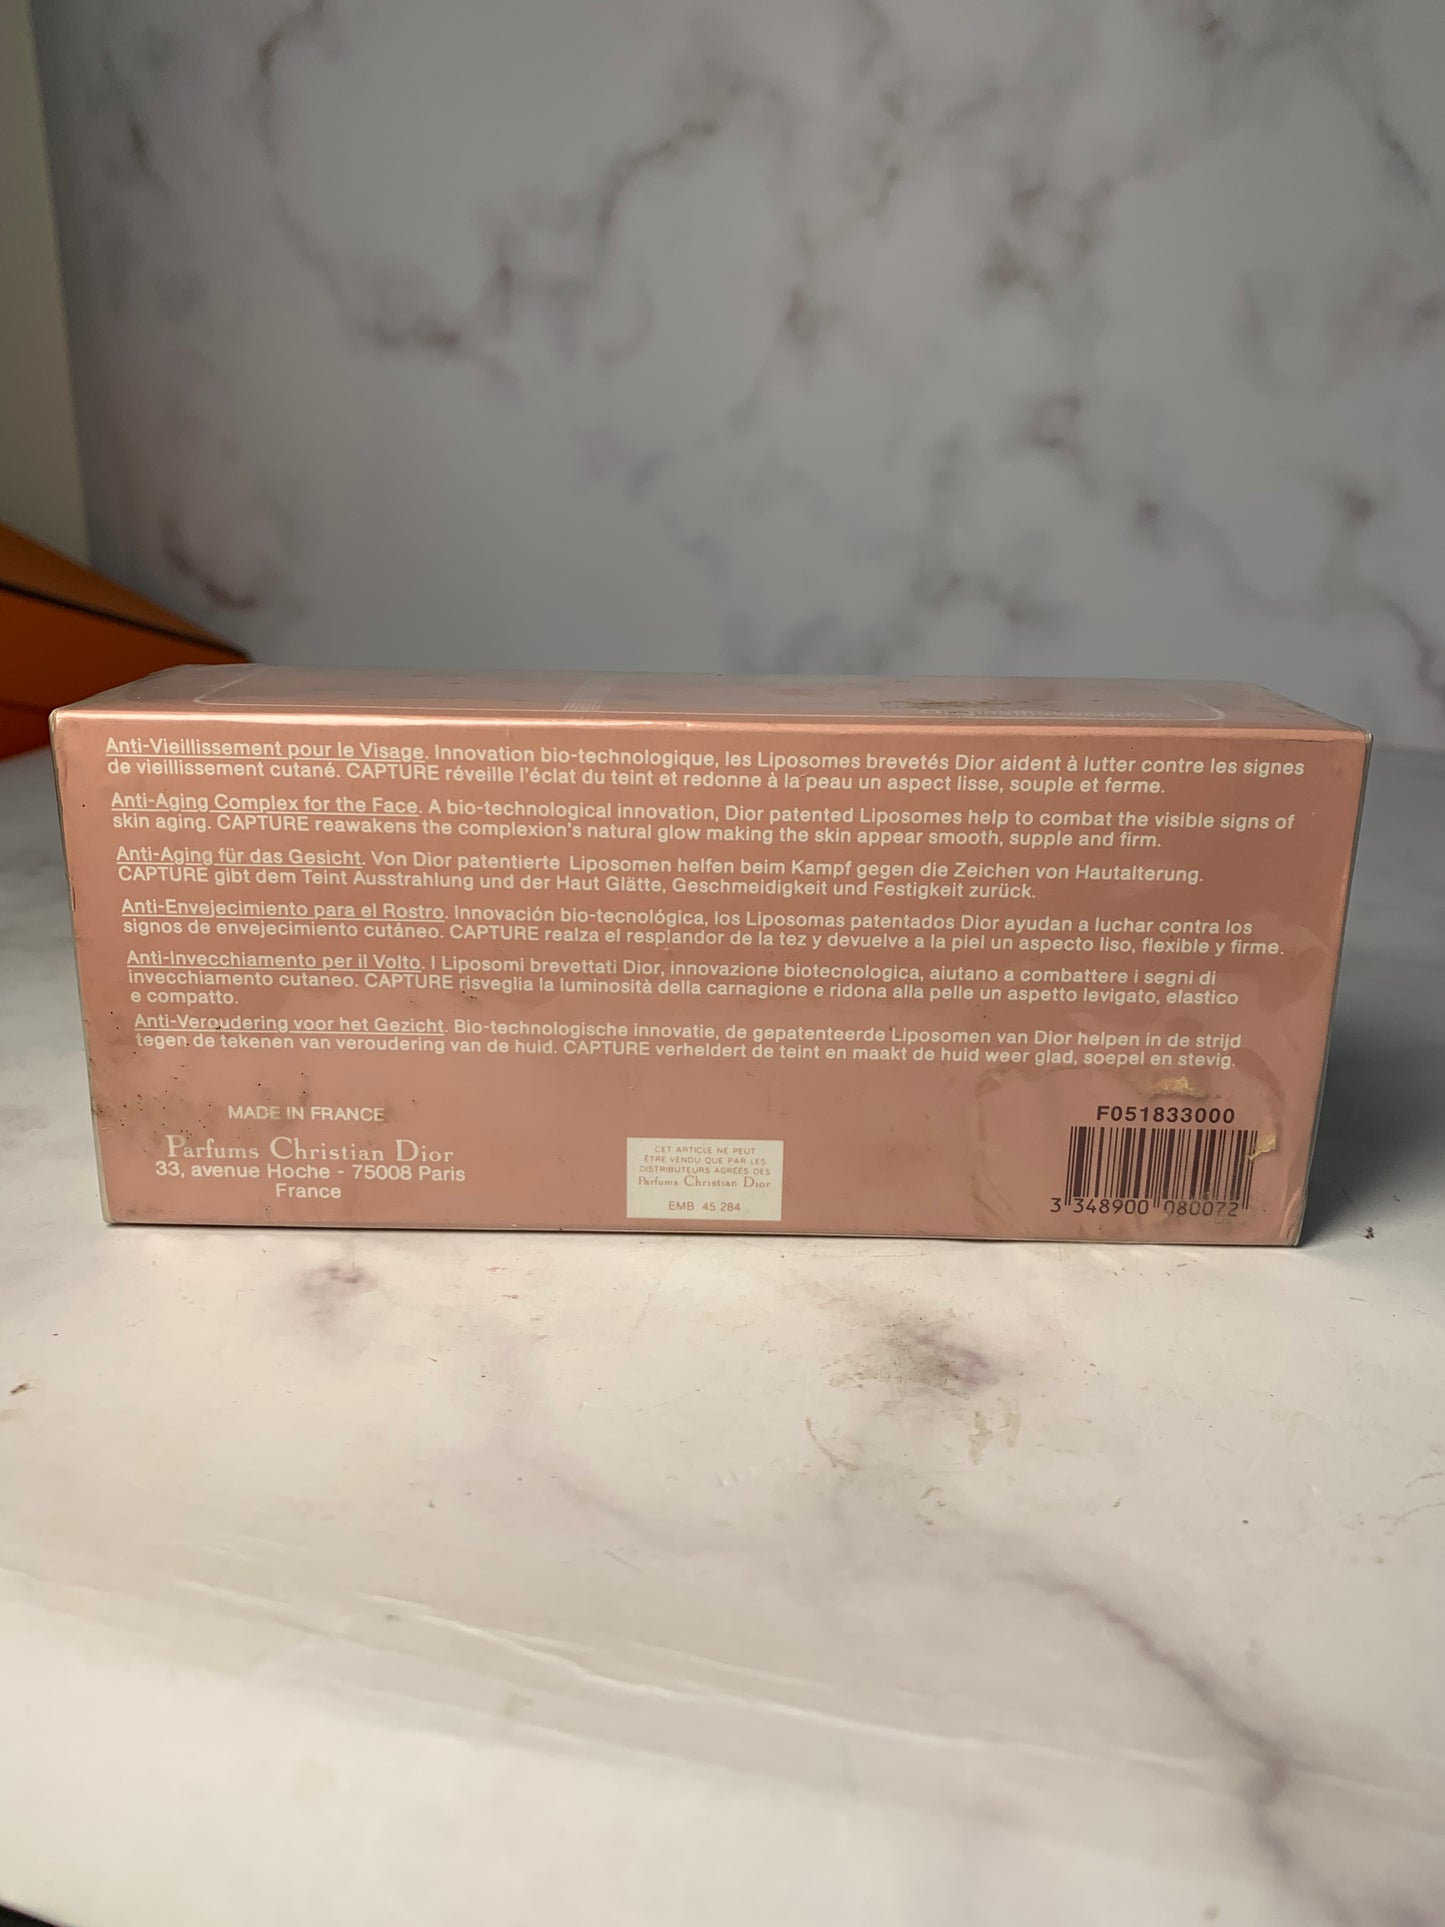 Anti-Vieillissement pour le Visage. Innovation bio-technologique, les Liposomes brevetés Dior aident à lutter contre les signes
de vieillissement cutané. CAPTURE réveille l'éclat du teint et redonne à la peau un aspect lisse, souple et ferme.
Anti-Aging Complex for the Face. A bio-technological innovation, Dior patented Liposomes help to combat the visible signs of
skin aging. CAPTURE reawakens the complexion's natural glow making the skin appear smooth, supple and firm.
Anti-Aging für das Gesicht. Von Dior patentierte Liposomen helfen beim Kampf gegen die Zeichen von Hautalterung.
CAPTURE gibt dem Teint Ausstrahlung und der Haut Glätte, Geschmeidigkeit und Festigkeit zurück.
Anti-Envejecimiento para el Rostro. Innovación bio-tecnológica, los Liposomas patentados Dior ayudan a luchar contra los
signos de envejecimiento cutáneo. CAPTURE realza el resplandor de la tez y devuelve a la piel un aspecto liso, flexible y firme.
Anti-Invecchiamento per il Volto. I Liposomi brevettati Dior, innovazione biotecnologica, aiutano a combattere i segni di
invecchiamento cutaneo. CAPTURE risveglia la luminosità della carnagione e ridona alla pelle un aspetto levigato, elastico
e compatto.
Anti-Veroudering voor het Gezicht. Bio-technologische innovatie, de gepatenteerde Liposomen van Dior helpen in de strijd
tegen de tekenen van veroudering van de huid. CAPTURE verheldert de teint en maakt de huid weer glad, soepel en stevig.
MADE IN FRANCE
Parfums Christian Dior
33, avenue Hoche - 75008 Paris
France
CET ARTICLE NE PEUT
ÊTRE VENDU QUE PAR LES
DISTRIBUTEURS AGRÉÉS DES
Parfums Christian Dior
EMB. 45 284
F051833000
3 348900 080072